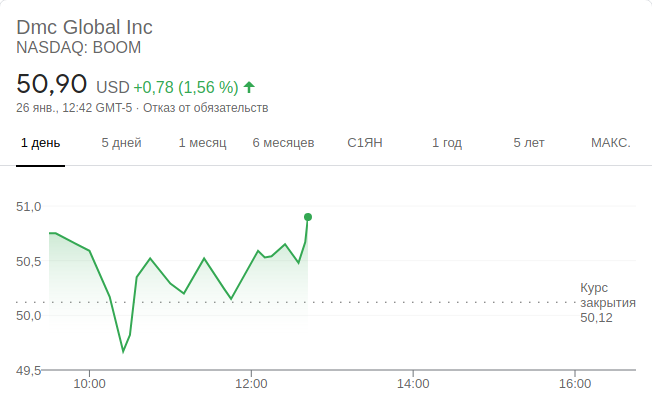 Dmc Global Inc
NASDAQ: BOOM
50,90 USD +0,78 (1,56 %)
26 янв., 12:42 GMT-5 · Отказ от обязательств
1 день 5 дней 1 месяц 6 месяцев С1ЯН 1 год 5 лет МАКС.
51,0
50,5
Курс
закрытия
50,12
50,0
49,5
10:00 12:00 14:00 16:00